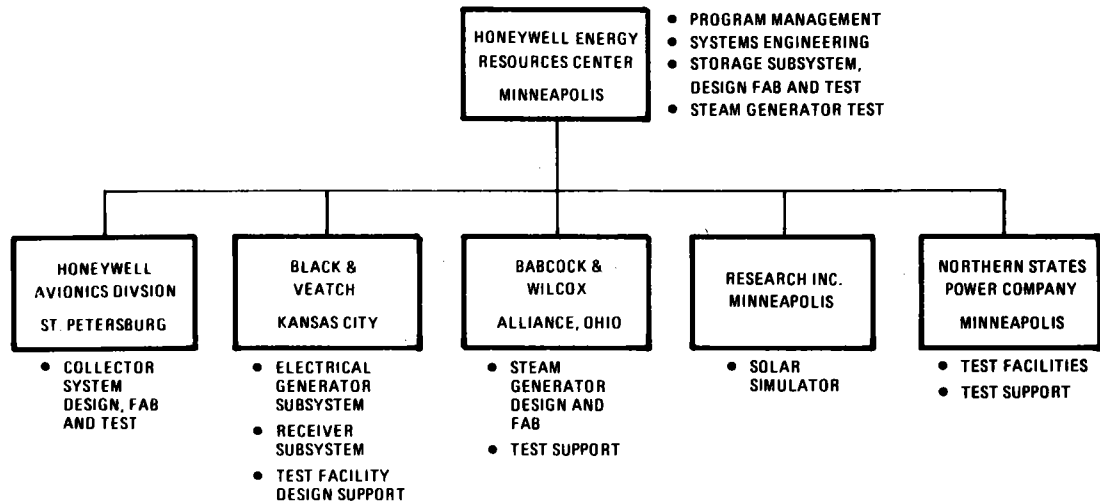 HONEYWELL ENERGY
RESOURCES CENTER
MINNEAPOLIS
• PROGRAM MANAGEMENT
• SYSTEMS ENGINEERING
• STORAGE SUBSYSTEM,
DESIGN FAB AND TEST
• STEAM GENERATOR TEST
HONEYWELL
AVIONICS DIVSION
ST. PETERSBURG
• COLLECTOR
SYSTEM
DESIGN, FAB
AND TEST
BLACK &
VEATCH
KANSAS CITY
• ELECTRICAL
GENERATOR
SUBSYSTEM
• RECEIVER
SUBSYSTEM
• TEST FACILITY
DESIGN SUPPORT
BABCOCK &
WILCOX
ALLIANCE, OHIO
• STEAM
GENERATOR
DESIGN AND
FAB
• TEST SUPPORT
RESEARCH INC.
MINNEAPOLIS
• SOLAR
SIMULATOR
NORTHERN STATES
POWER COMPANY
MINNEAPOLIS
• TEST FACILITIES
• TEST SUPPORT